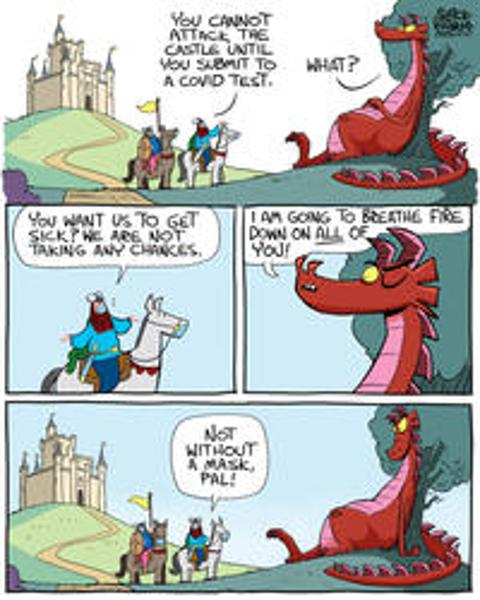 YOU CANNOT
ATTACK THE
CASTLE UNTIL
YOU SUBMIT TO
A COVID TEST.
WHAT?
YOU WANT US TO GET
SICK? WE ARE NOT
TAKING ANY CHANCES.
I AM GOING TO BREATHE FIRE
DOWN ON ALL OF
YOU!
NOT
WITHOUT
A MASK,
PAL!